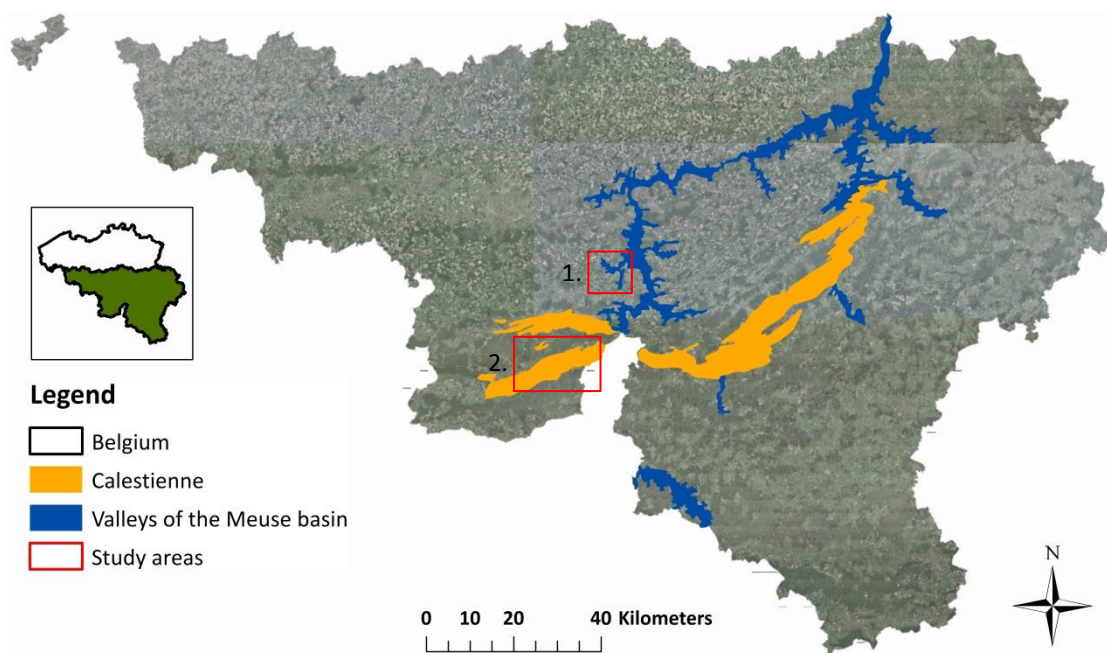 1.
2.
Legend
Belgium
Calestienne
Valleys of the Meuse basin
Study areas
0 10 20 40 Kilometers
N